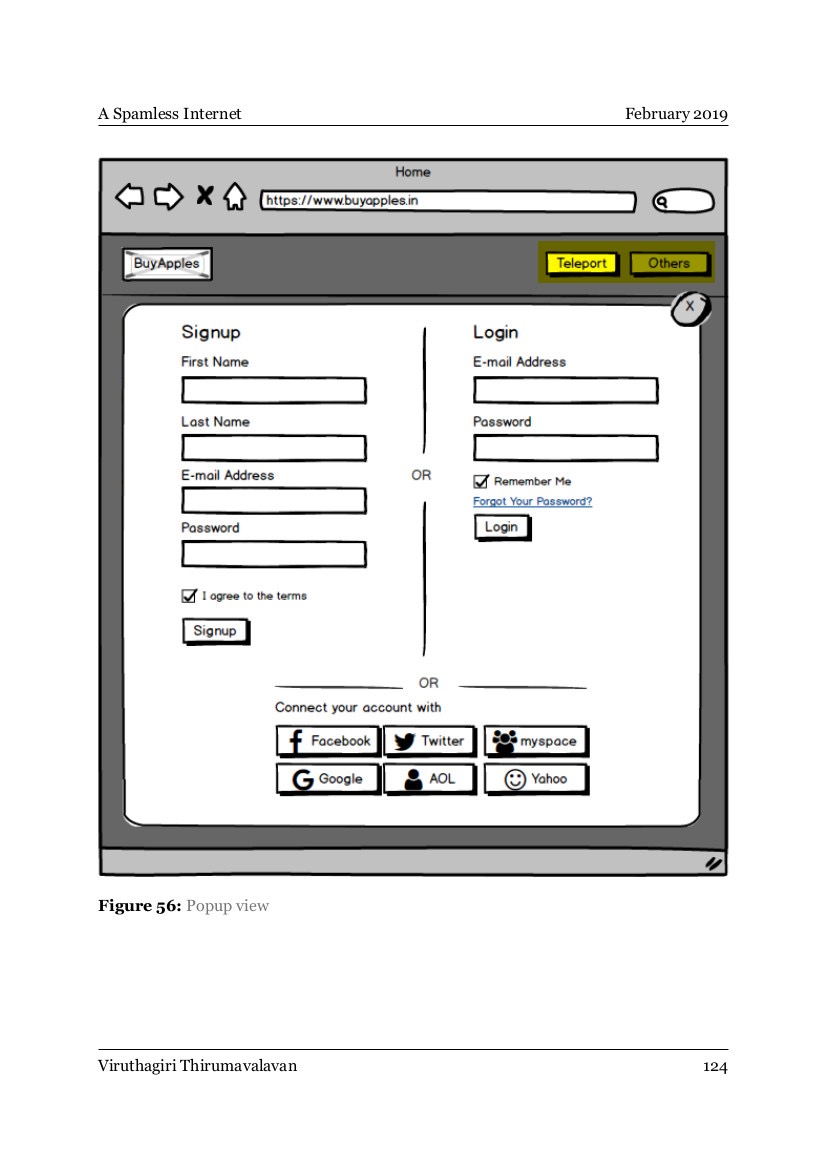 A Spamless Internet February 2019
Home
https://www.buyapples.in
BuyApples Teleport Others
X
Signup
First Name
Last Name
E-mail Address
Password
I agree to the terms
Signup
OR
Login
E-mail Address
Password
Remember Me
Forgot Your Password?
Login
OR
Connect your account with
Facebook Twitter myspace
Google AOL Yahoo
Figure 56: Popup view
Viruthagiri Thirumavalavan 124